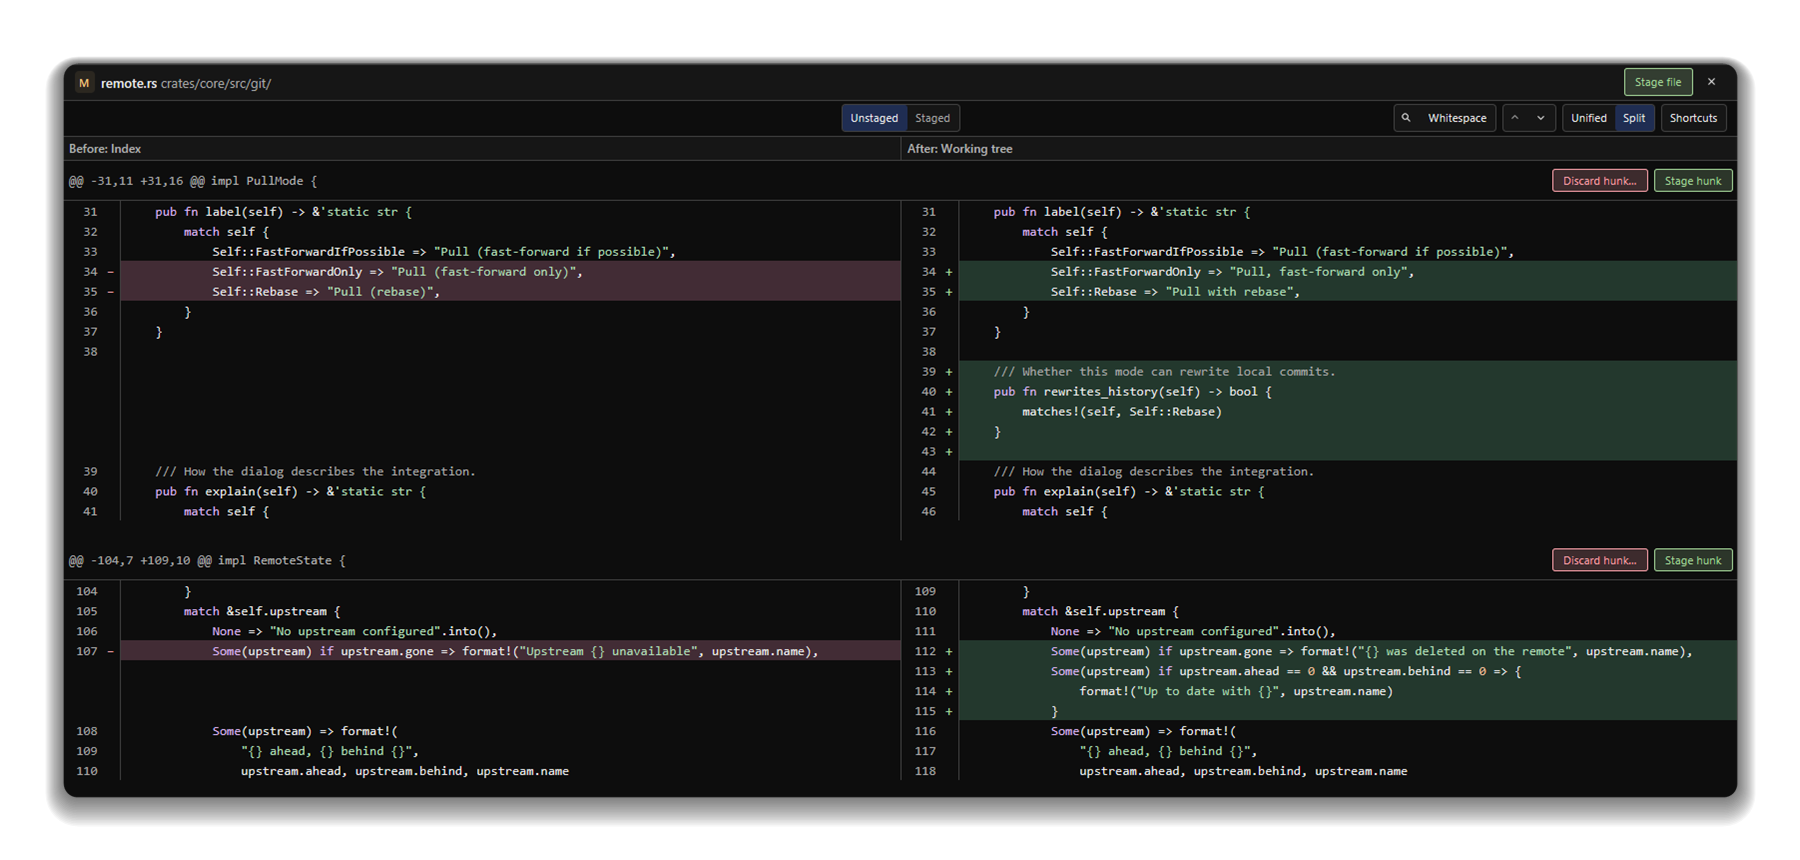 M remote.rs crates/core/src/git/ Stage file ×
Unstaged Staged Whitespace Unified Split Shortcuts
Before: Index
After: Working tree
@@ -31,11 +31,16 @@ impl PullMode { Discard hunk... Stage hunk
31 pub fn label(self) -> &'static str {
32 match self {
33 Self::FastForwardIfPossible => "Pull (fast-forward if possible)",
34 - Self::FastForwardOnly => "Pull (fast-forward only)",
35 - Self::Rebase => "Pull (rebase)",
36 }
37 }
38
39 /// How the dialog describes the integration.
40 pub fn explain(self) -> &'static str {
41 match self {
31 pub fn label(self) -> &'static str {
32 match self {
33 Self::FastForwardIfPossible => "Pull (fast-forward if possible)",
34 + Self::FastForwardOnly => "Pull, fast-forward only",
35 + Self::Rebase => "Pull with rebase",
36 }
37 }
38
39 + /// Whether this mode can rewrite local commits.
40 + pub fn rewrites_history(self) -> bool {
41 + matches!(self, Self::Rebase)
42 + }
43 +
44 /// How the dialog describes the integration.
45 pub fn explain(self) -> &'static str {
46 match self {
@@ -104,7 +109,10 @@ impl RemoteState { Discard hunk... Stage hunk
104 }
105 match &self.upstream {
106 None => "No upstream configured".into(),
107 - Some(upstream) if upstream.gone => format!("Upstream {} unavailable", upstream.name),
108 Some(upstream) => format!(
109 "{} ahead, {} behind {}",
110 upstream.ahead, upstream.behind, upstream.name
109 }
110 match &self.upstream {
111 None => "No upstream configured".into(),
112 + Some(upstream) if upstream.gone => format!("{} was deleted on the remote", upstream.name),
113 + Some(upstream) if upstream.ahead == 0 && upstream.behind == 0 => {
114 + format!("Up to date with {}", upstream.name)
115 + }
116 Some(upstream) => format!(
117 "{} ahead, {} behind {}",
118 upstream.ahead, upstream.behind, upstream.name